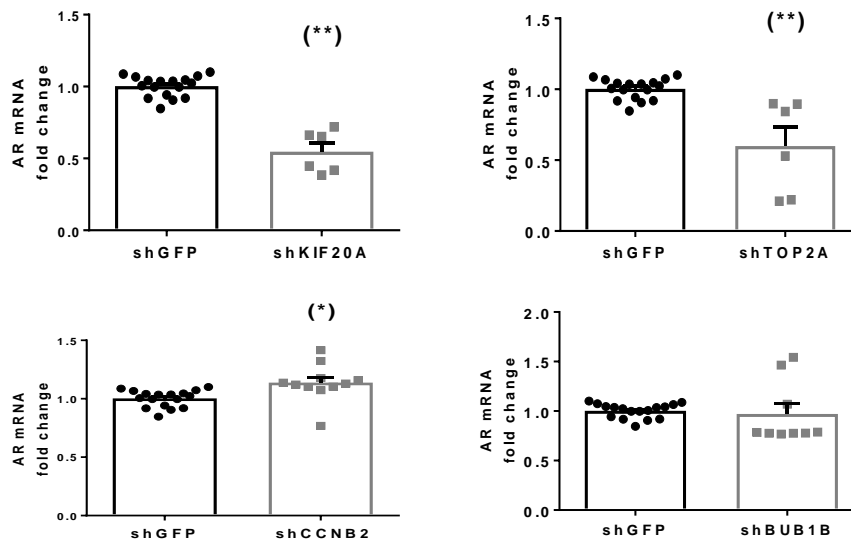 (**)
AR mRNA
fold change
1.5
1.0
0.5
0.0
shGFP
shKIF20A
(**)
AR mRNA
fold change
1.5
1.0
0.5
0.0
shGFP
shTOP2A
(*)
AR mRNA
fold change
1.5
1.0
0.5
0.0
shGFP
shCCNB2
AR mRNA
fold change
2.0
1.5
1.0
0.5
0.0
shGFP
shBUB1B